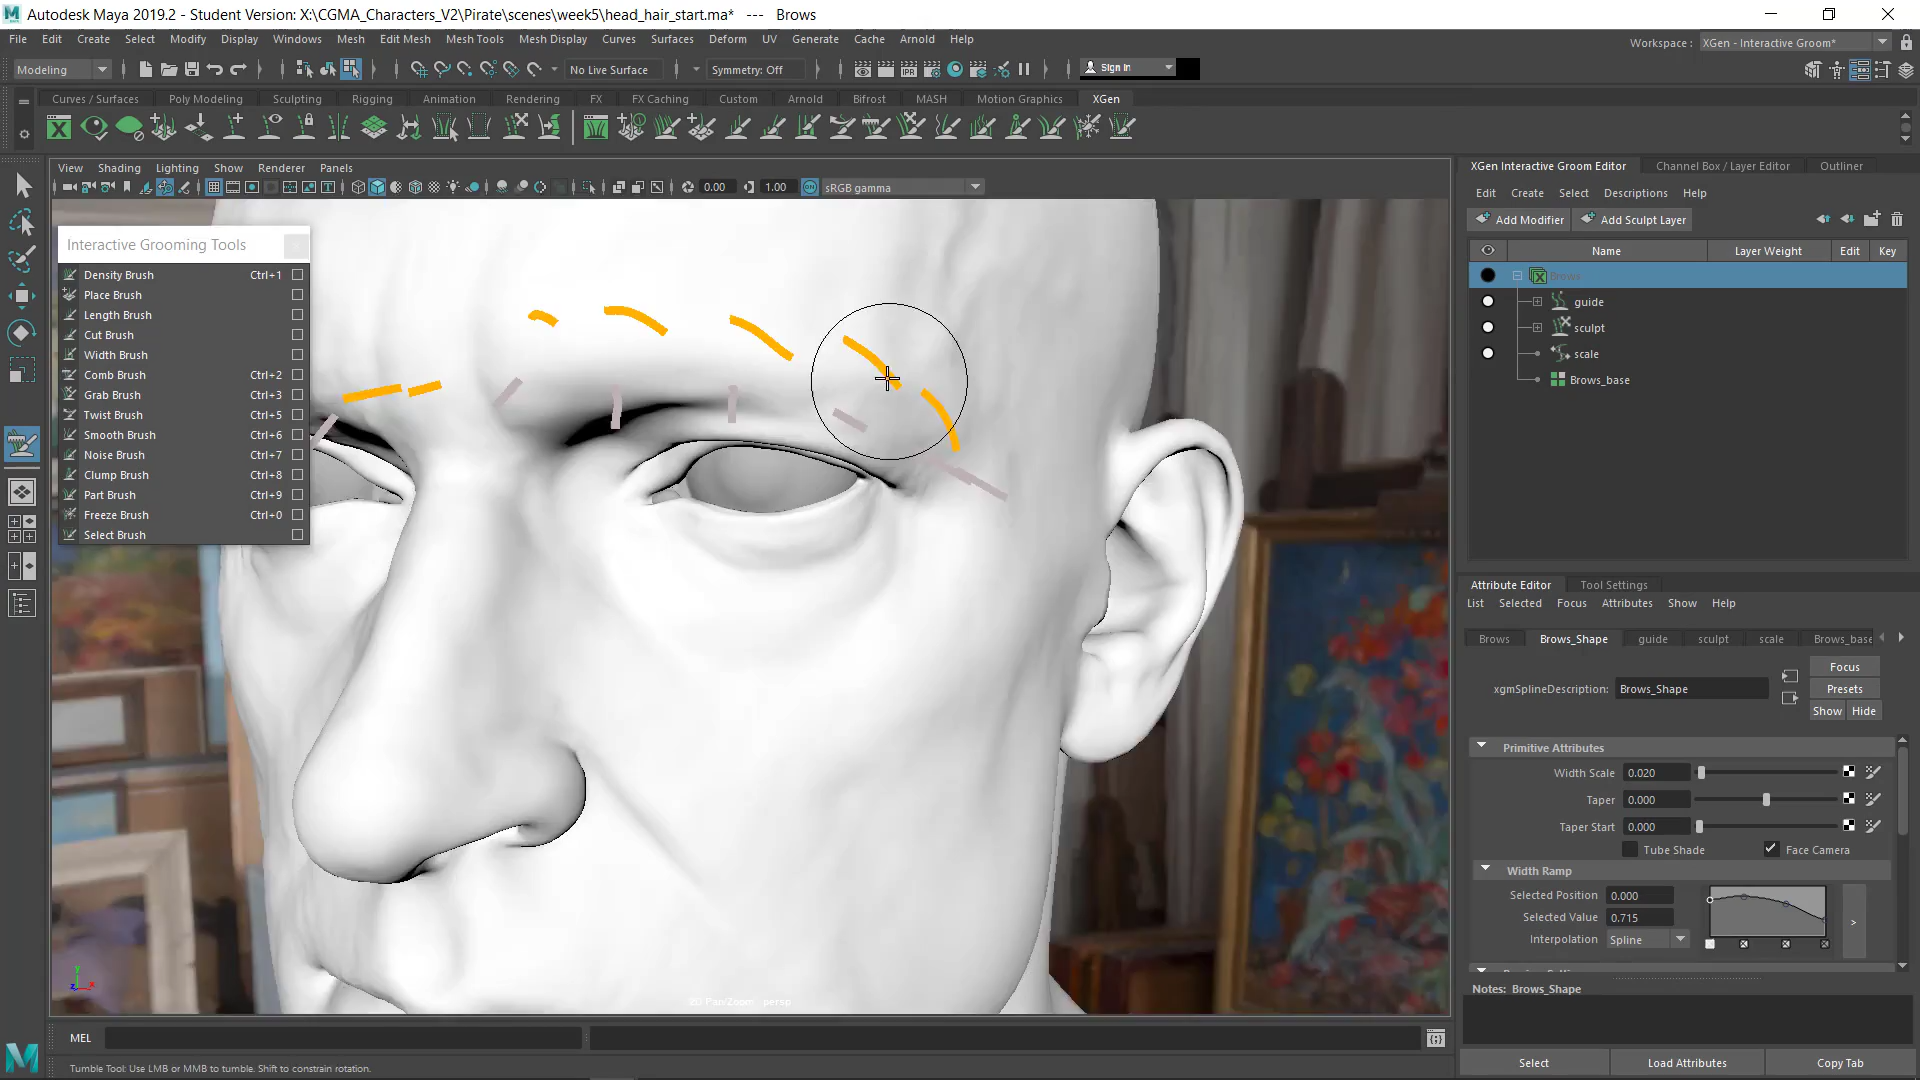 Autodesk Maya 2019.2 - Student Version: X:\CGMA_Characters_V2\Pirate\scenes\week5\head_hair_start.ma* --- Brows
File Edit Create Select Modify Display Windows Mesh Edit Mesh Mesh Tools Mesh Display Curves Surfaces Deform UV Generate Cache Arnold Help
Workspace : XGen - Interactive Groom*
Modeling No Live Surface Symmetry: Off Sign In
Curves / Surfaces Poly Modeling Sculpting Rigging Animation Rendering FX FX Caching Custom Arnold Bifrost MASH Motion Graphics XGen
View Shading Lighting Show Renderer Panels
0.00 1.00 sRGB gamma
Interactive Grooming Tools
Density Brush Ctrl+1
Place Brush
Length Brush
Cut Brush
Width Brush
Comb Brush Ctrl+2
Grab Brush Ctrl+3
Twist Brush Ctrl+5
Smooth Brush Ctrl+6
Noise Brush Ctrl+7
Clump Brush Ctrl+8
Part Brush Ctrl+9
Freeze Brush Ctrl+0
Select Brush
2D Pan/Zoom persp
XGen Interactive Groom Editor Channel Box / Layer Editor Outliner
Edit Create Select Descriptions Help
Add Modifier Add Sculpt Layer
Name Layer Weight Edit Key
Brows
guide
sculpt
scale
Brows_base
Attribute Editor Tool Settings
List Selected Focus Attributes Show Help
Brows Brows_Shape guide sculpt scale Brows_base
Focus
xgmSplineDescription: Brows_Shape Presets
Show Hide
Primitive Attributes
Width Scale 0.020
Taper 0.000
Taper Start 0.000
Tube Shade Face Camera
Width Ramp
Selected Position 0.000
Selected Value 0.715
Interpolation Spline
>
Notes: Brows_Shape
Select Load Attributes Copy Tab
MEL
Tumble Tool: Use LMB or MMB to tumble. Shift to constrain rotation.